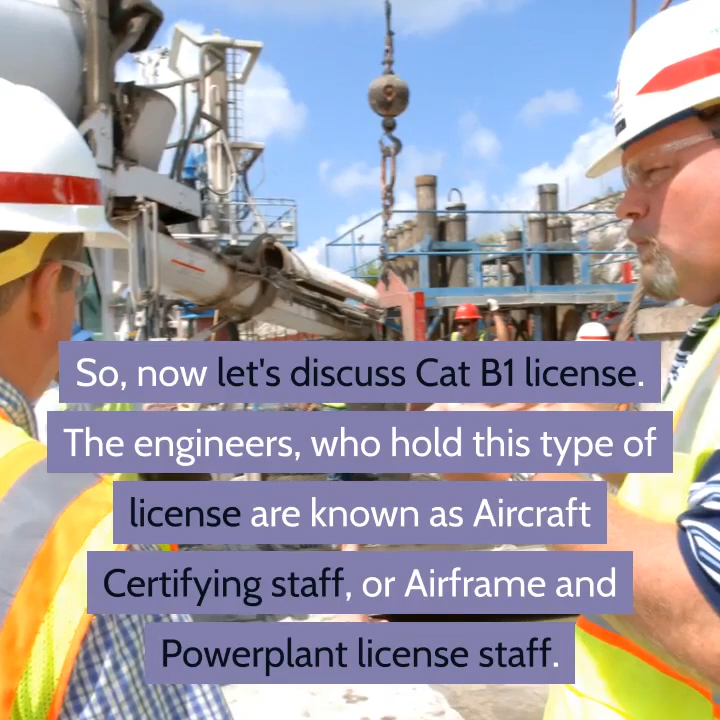 So, now let's discuss Cat B1 license.
The engineers, who hold this type of
license are known as Aircraft
Certifying staff, or Airframe and
Powerplant license staff.